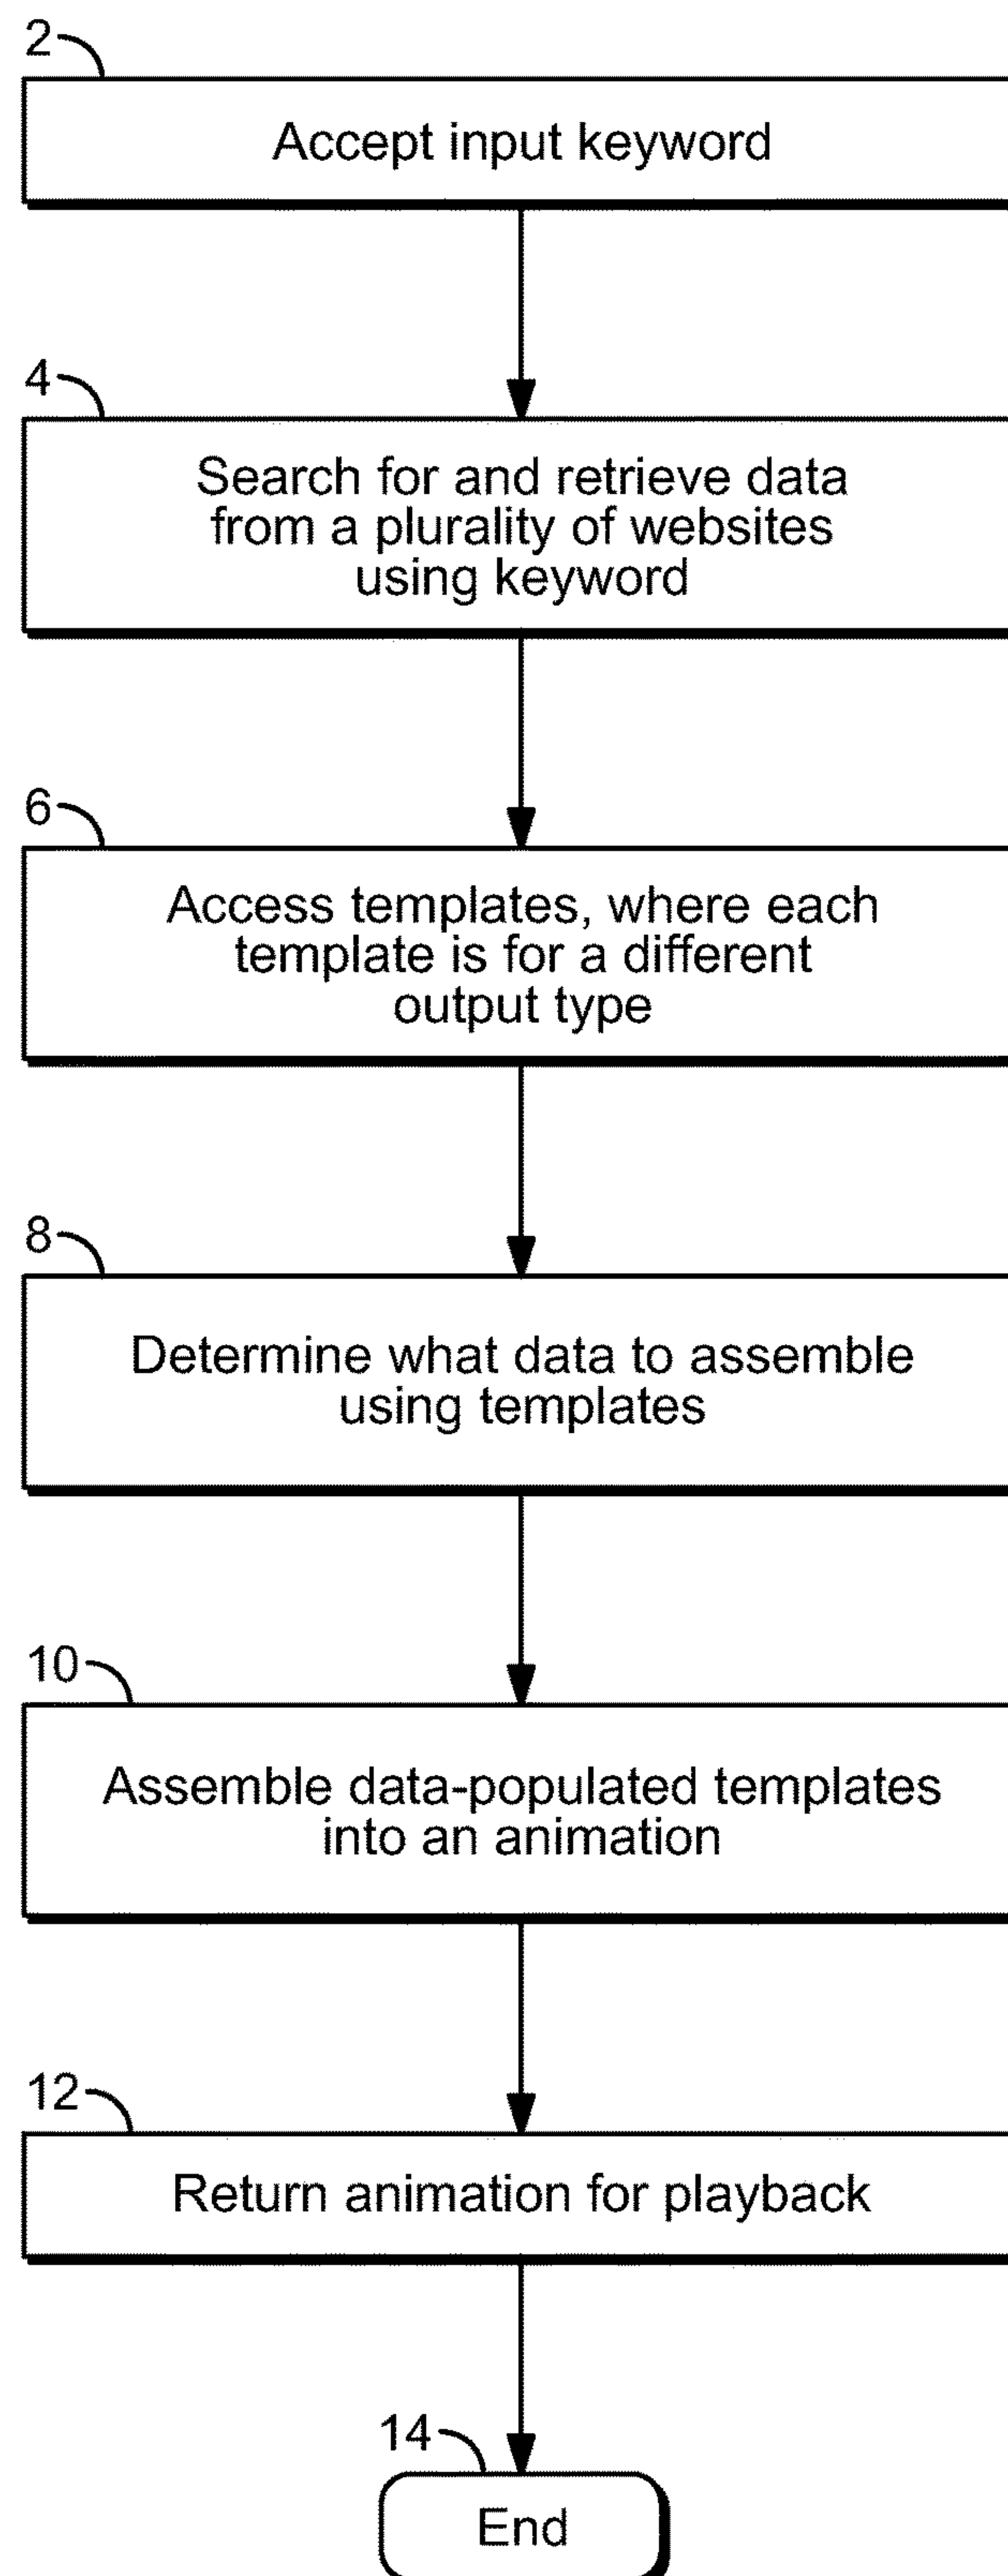 2
Accept input keyword
4
Search for and retrieve data
from a plurality of websites
using keyword
6
Access templates, where each
template is for a different
output type
8
Determine what data to assemble
using templates
10
Assemble data-populated templates
into an animation
12
Return animation for playback
14
End